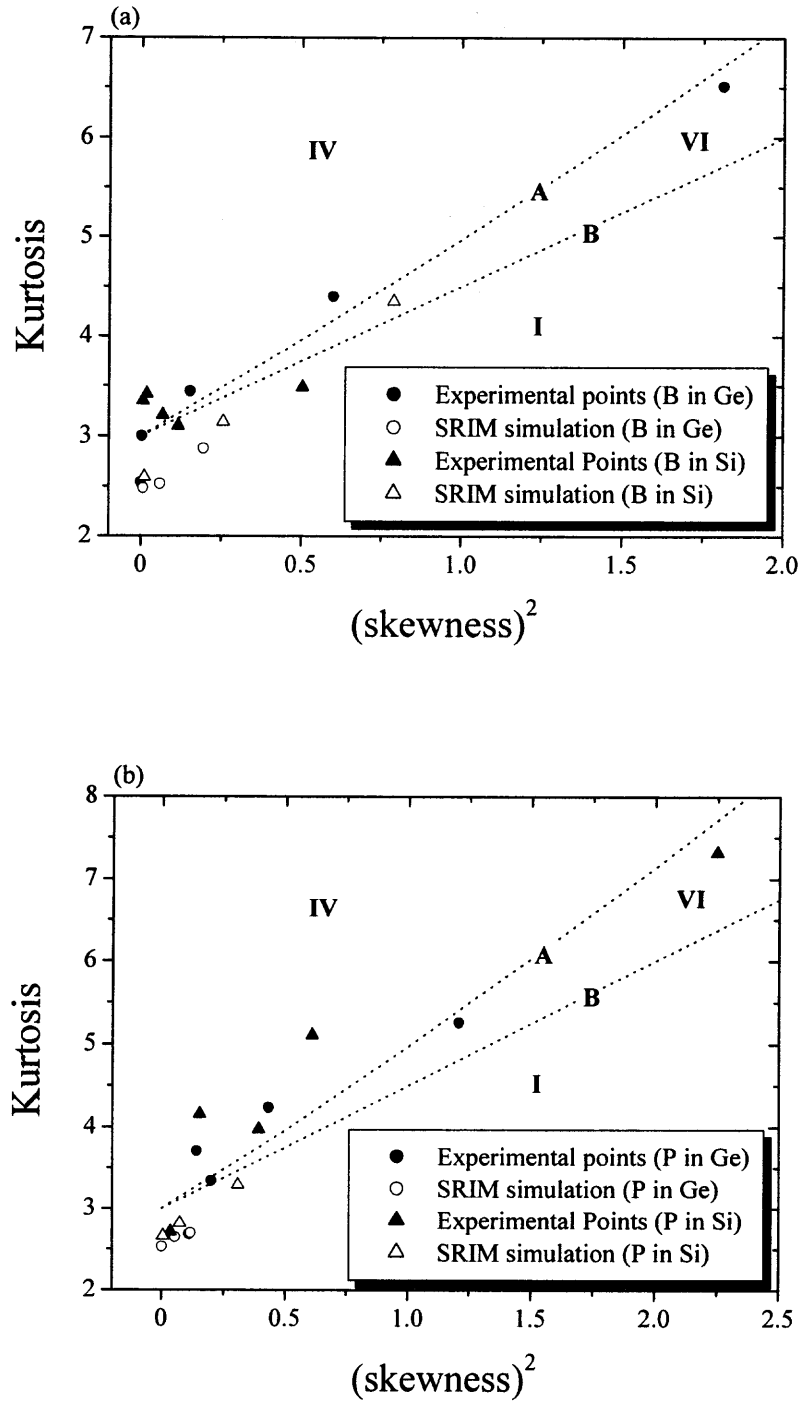 (a)
7
6
5
4
3
2
Kurtosis
IV
VI
A
B
I
Experimental points (B in Ge)
SRIM simulation (B in Ge)
Experimental Points (B in Si)
SRIM simulation (B in Si)
0 0.5 1.0 1.5 2.0
(skewness)²
(b)
8
7
6
5
4
3
2
Kurtosis
IV
VI
A
B
I
Experimental points (P in Ge)
SRIM simulation (P in Ge)
Experimental Points (P in Si)
SRIM simulation (P in Si)
0 0.5 1.0 1.5 2.0 2.5
(skewness)²